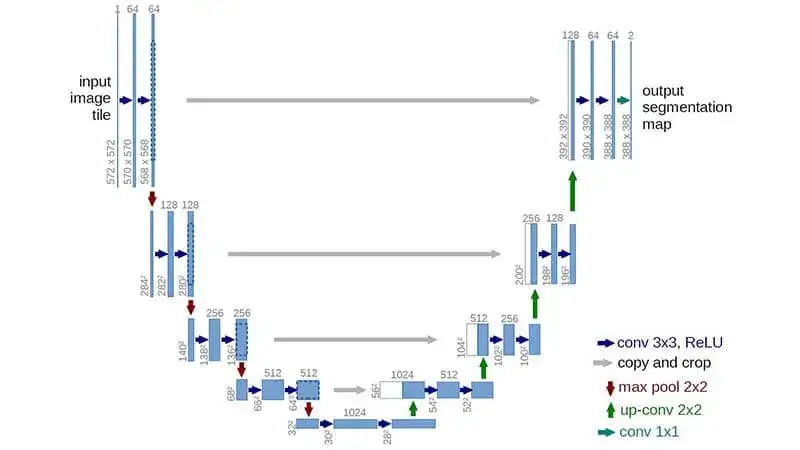 1 64 64
input
image
tile
572 x 572
570 x 570
568 x 568
128 64 64 2
392 x 392
390 x 390
388 x 388
388 x 388
output
segmentation
map
128 128
284²
282²
280²
256 128
200²
198²
196²
256 256
140²
138²
136²
512 256
104²
102²
100²
512 512
68²
66²
64²
1024 512
56²
54²
52²
1024
32²
30²
28²
conv 3x3, ReLU
copy and crop
max pool 2x2
up-conv 2x2
conv 1x1